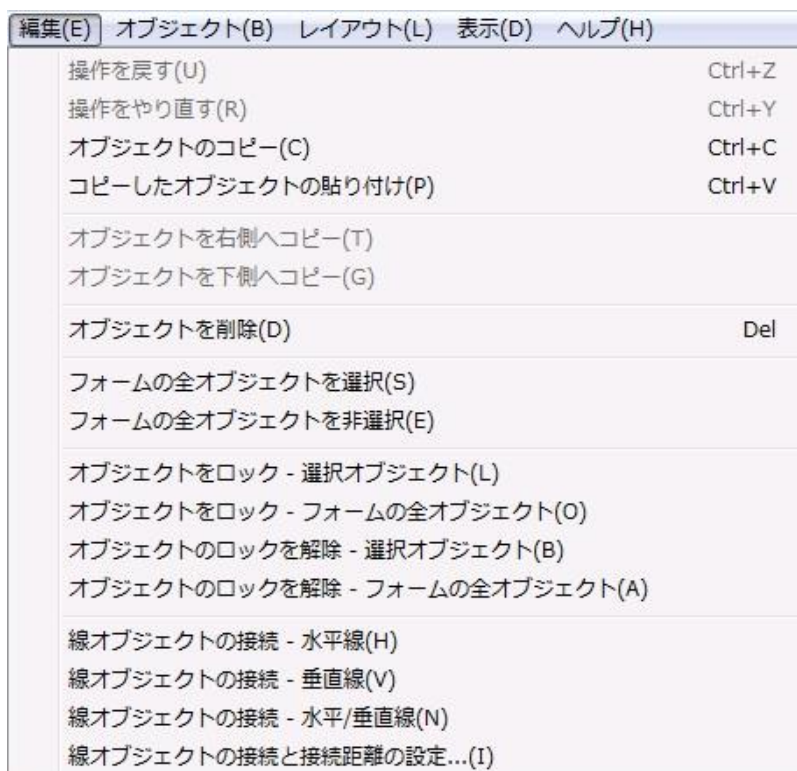 編集(E) オブジェクト(B) レイアウト(L) 表示(D) ヘルプ(H)
操作を戻す(U) Ctrl+Z
操作をやり直す(R) Ctrl+Y
オブジェクトのコピー(C) Ctrl+C
コピーしたオブジェクトの貼り付け(P) Ctrl+V
オブジェクトを右側へコピー(T)
オブジェクトを下側へコピー(G)
オブジェクトを削除(D) Del
フォームの全オブジェクトを選択(S)
フォームの全オブジェクトを非選択(E)
オブジェクトをロック - 選択オブジェクト(L)
オブジェクトをロック - フォームの全オブジェクト(O)
オブジェクトのロックを解除 - 選択オブジェクト(B)
オブジェクトのロックを解除 - フォームの全オブジェクト(A)
線オブジェクトの接続 - 水平線(H)
線オブジェクトの接続 - 垂直線(V)
線オブジェクトの接続 - 水平/垂直線(N)
線オブジェクトの接続と接続距離の設定...(I)